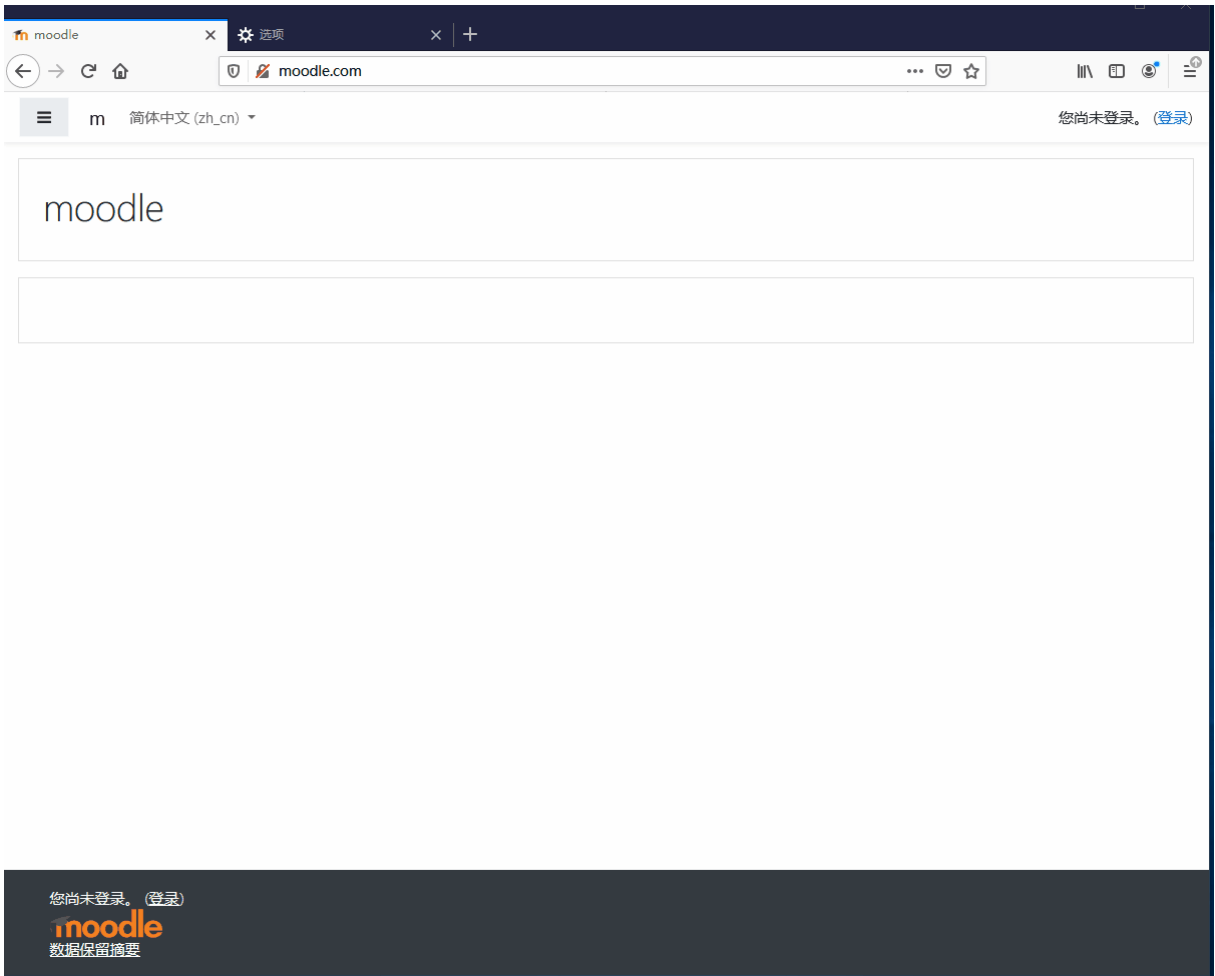 moodle
选项
moodle.com
m 简体中文 (zh_cn)
您尚未登录。 (登录)
moodle
您尚未登录。 (登录)
moodle
数据保留摘要